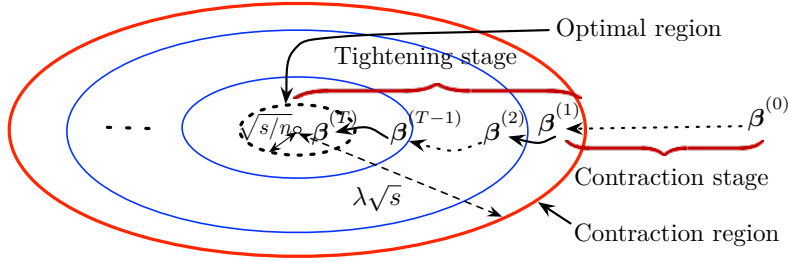 Optimal region
Tightening stage
. . .
√s/n
β^(T)
β^(T−1)
β^(2)
β^(1)
β^(0)
Contraction stage
λ√s
Contraction region